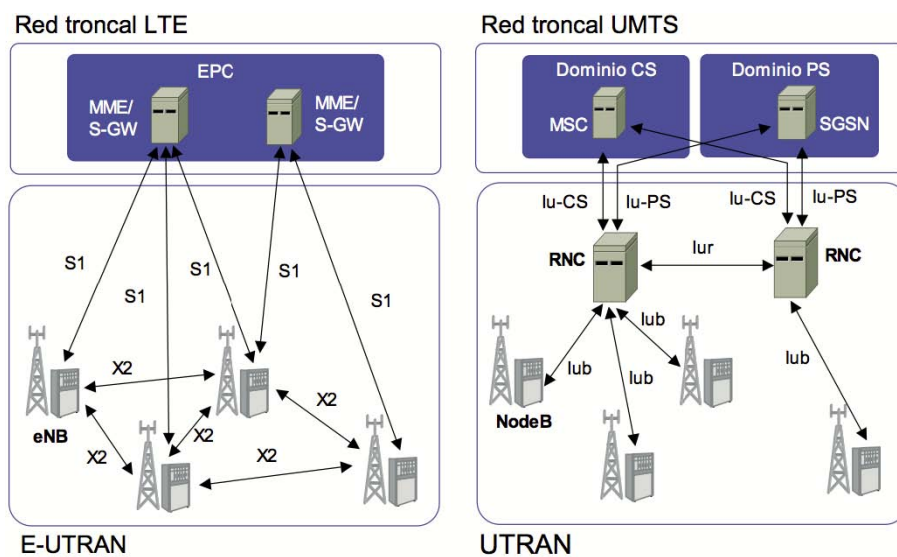 Red troncal LTE
EPC
MME/
S-GW
MME/
S-GW
S1
S1
S1
S1
X2
X2
X2
X2
eNB
E-UTRAN
Red troncal UMTS
Dominio CS
Dominio PS
MSC
SGSN
Iu-CS
Iu-PS
Iu-CS
Iu-PS
RNC
Iur
RNC
Iub
Iub
Iub
Iub
NodeB
UTRAN